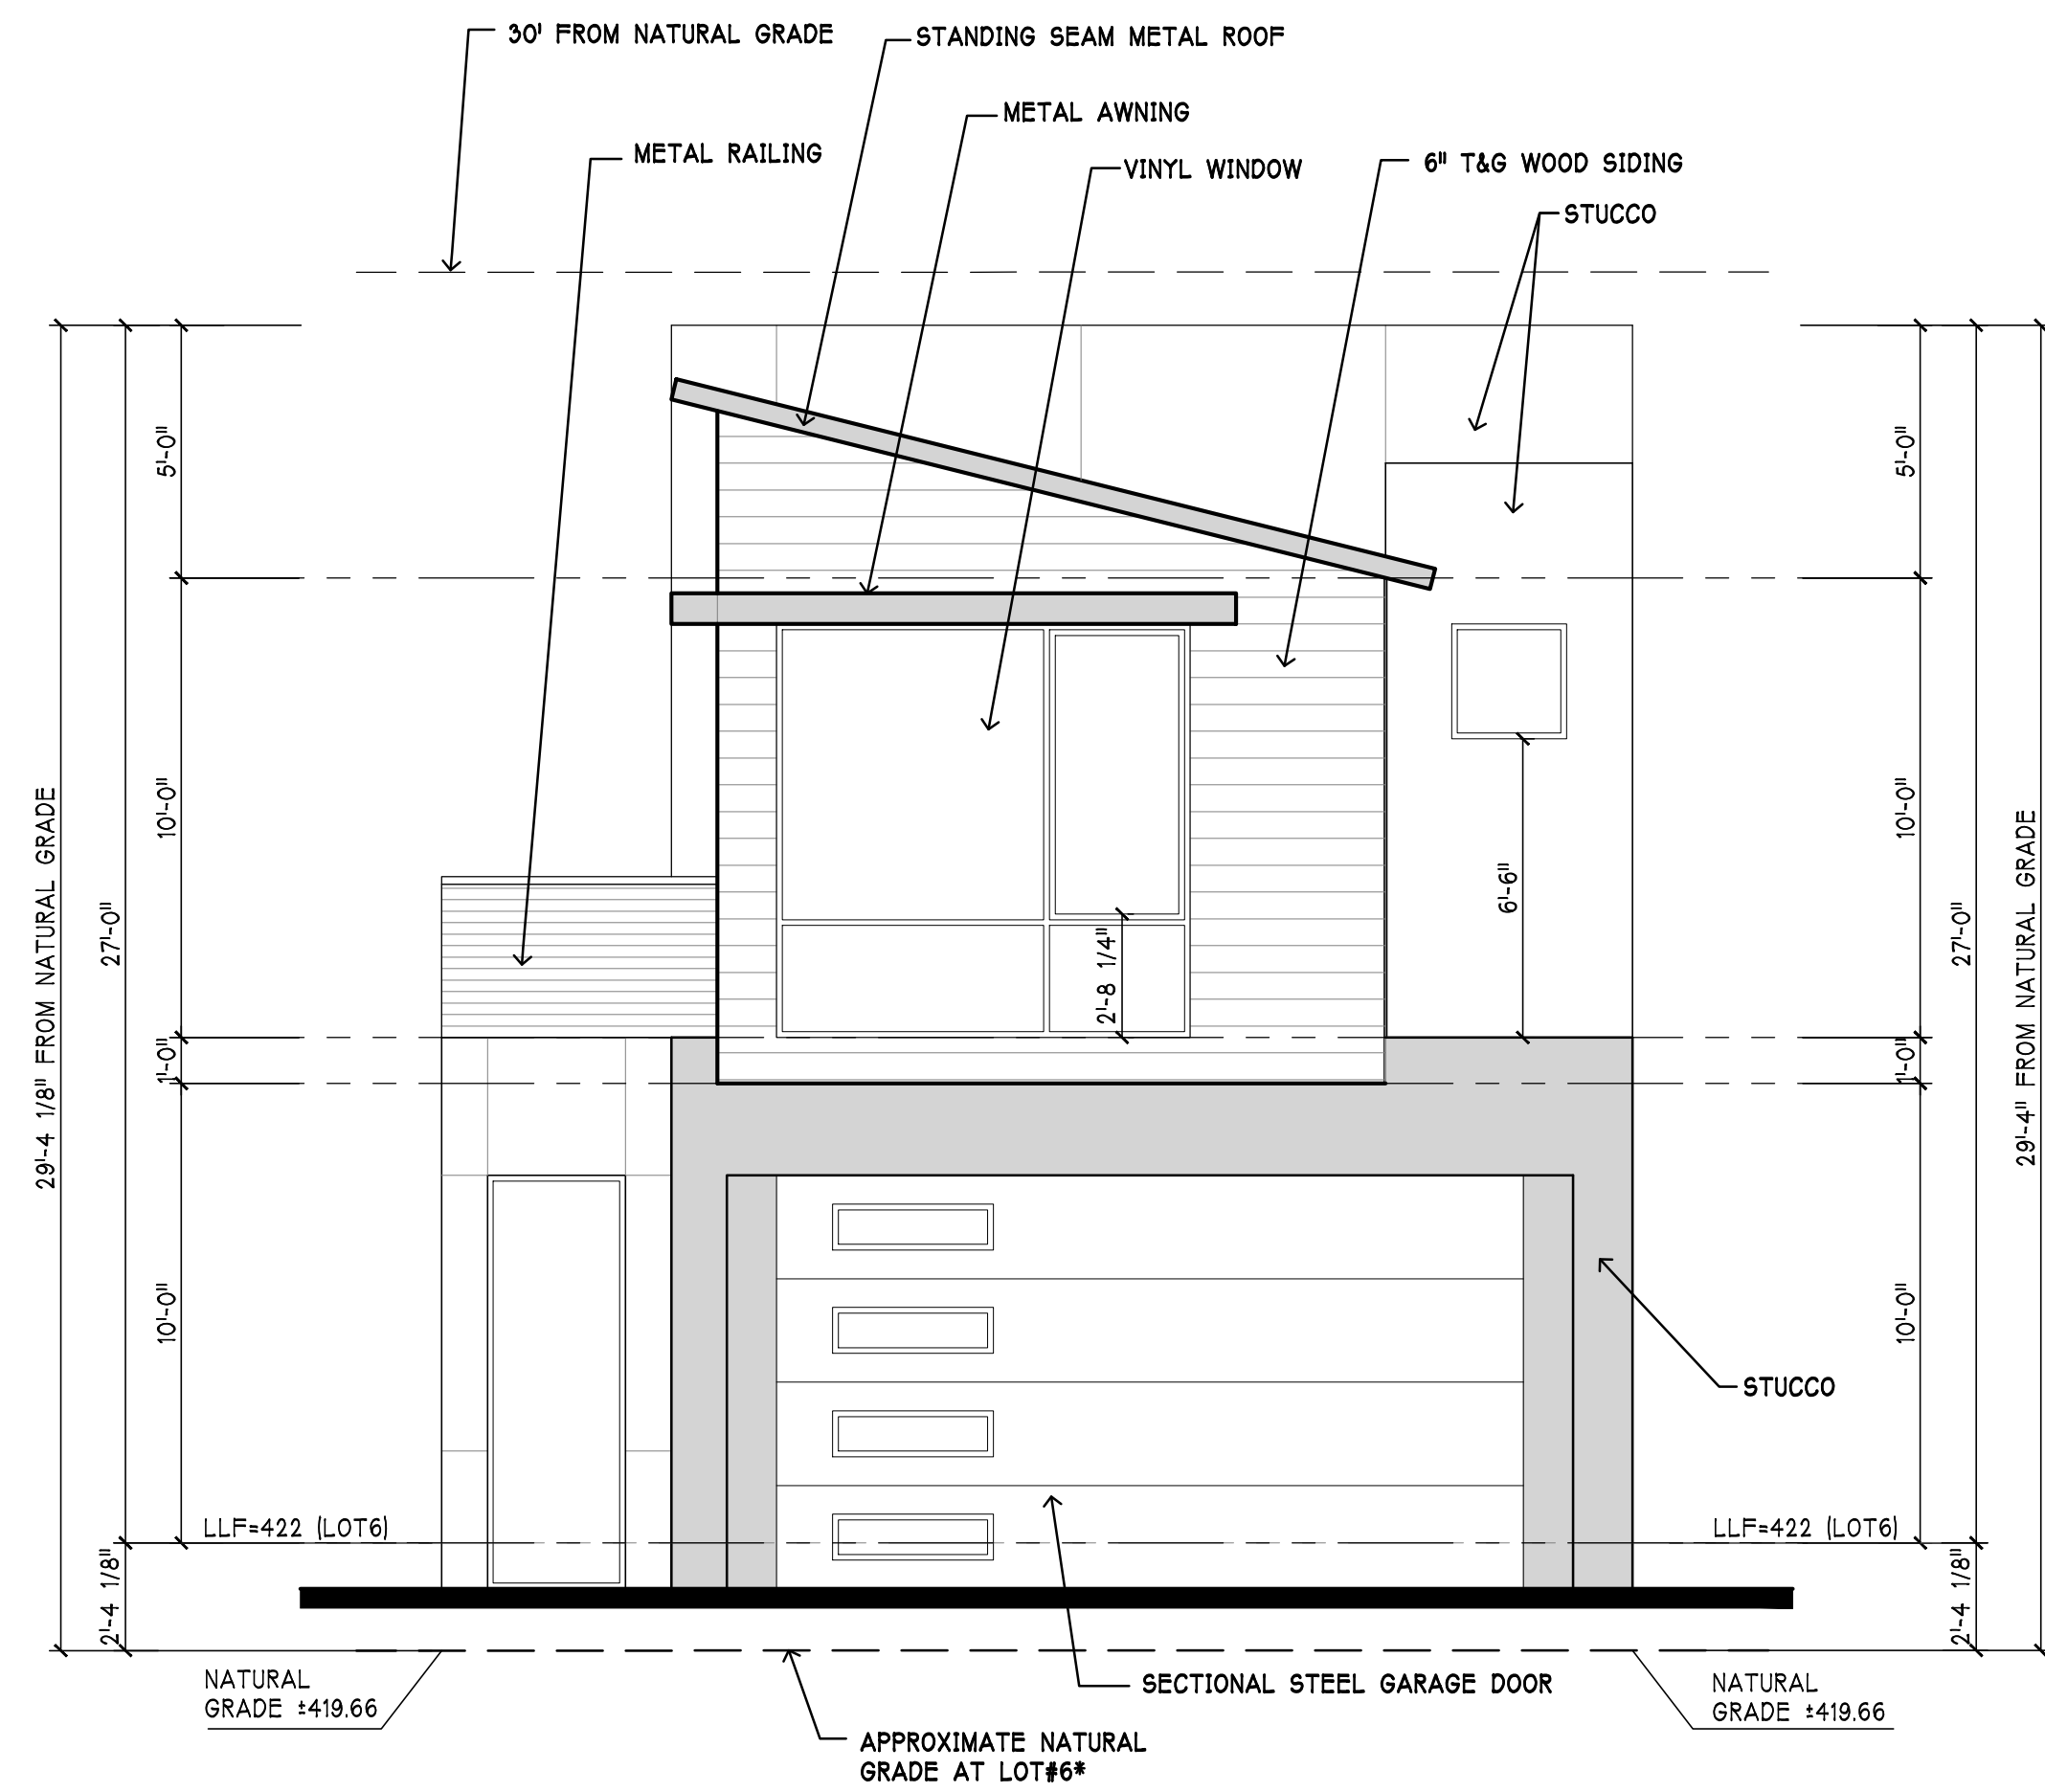 30' FROM NATURAL GRADE
STANDING SEAM METAL ROOF
METAL AWNING
METAL RAILING
VINYL WINDOW
6" T&G WOOD SIDING
STUCCO
5'-0"
5'-0"
10'-0"
10'-0"
29'-4 1/8" FROM NATURAL GRADE
27'-0"
6'-6"
2'-8 1/4"
27'-0"
29'-4" FROM NATURAL GRADE
1'-0"
1'-0"
10'-0"
10'-0"
STUCCO
LLF=422 (LOT6)
LLF=422 (LOT6)
2'-4 1/8"
2'-4 1/8"
NATURAL
GRADE ±419.66
SECTIONAL STEEL GARAGE DOOR
NATURAL
GRADE ±419.66
APPROXIMATE NATURAL
GRADE AT LOT#6*